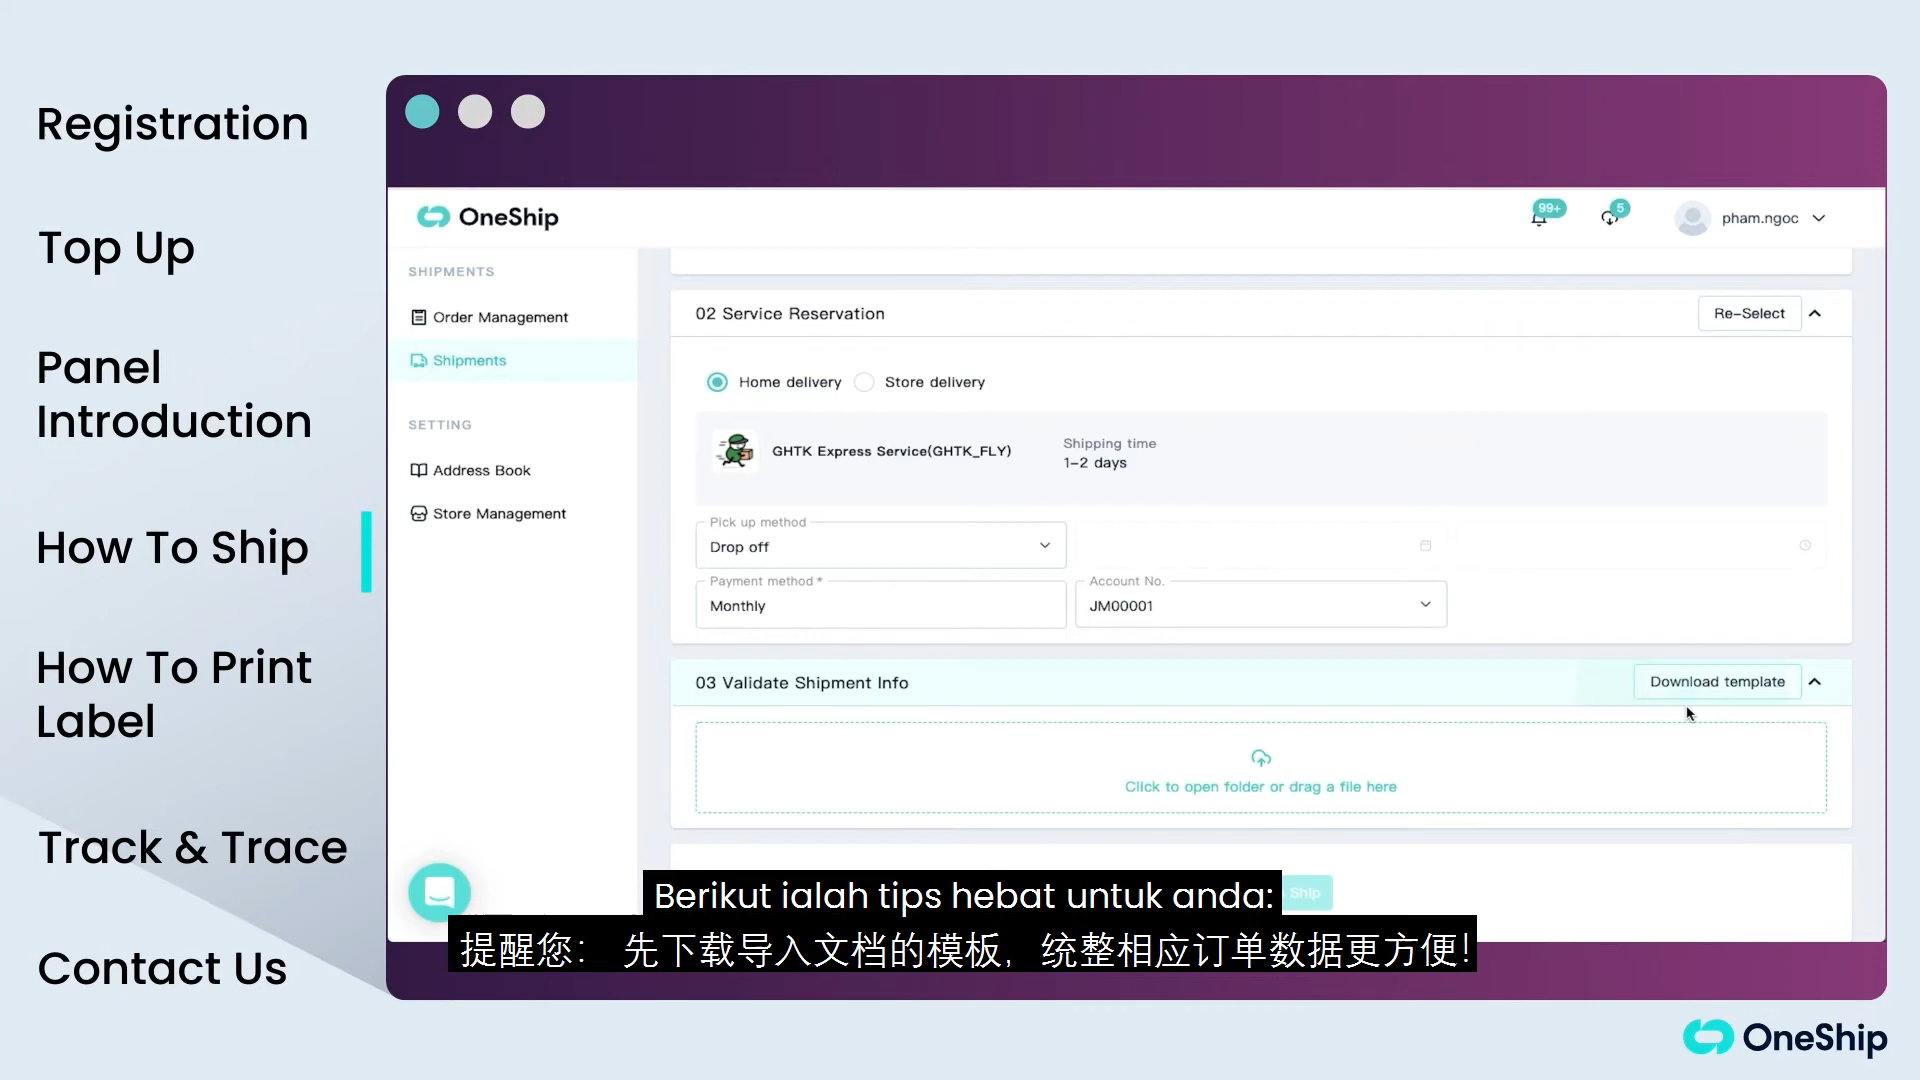 Registration
Top Up
Panel
Introduction
How To Ship
How To Print
Label
Track & Trace
Contact Us
OneShip
99+
5
pham.ngoc
SHIPMENTS
Order Management
Shipments
SETTING
Address Book
Store Management
02 Service Reservation
Re-Select
Home delivery
Store delivery
GHTK Express Service(GHTK_FLY)
Shipping time
1-2 days
Pick up method
Drop off
Payment method *
Monthly
Account No.
JM00001
03 Validate Shipment Info
Download template
Click to open folder or drag a file here
Ship
Berikut ialah tips hebat untuk anda:
提醒您： 先下载导入文档的模板，统整相应订单数据更方便！
OneShip